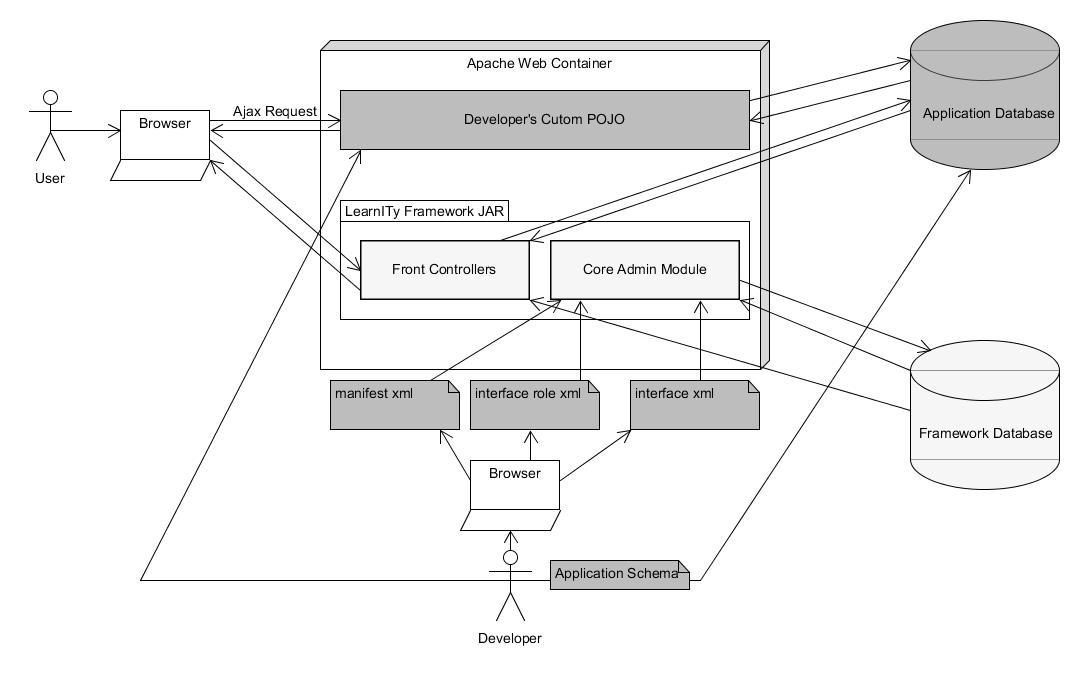 Apache Web Container
Ajax Request
Browser
Developer's Cutom POJO
Application Database
User
LearnITy Framework JAR
Front Controllers
Core Admin Module
manifest xml
interface role xml
interface xml
Framework Database
Browser
Application Schema
Developer